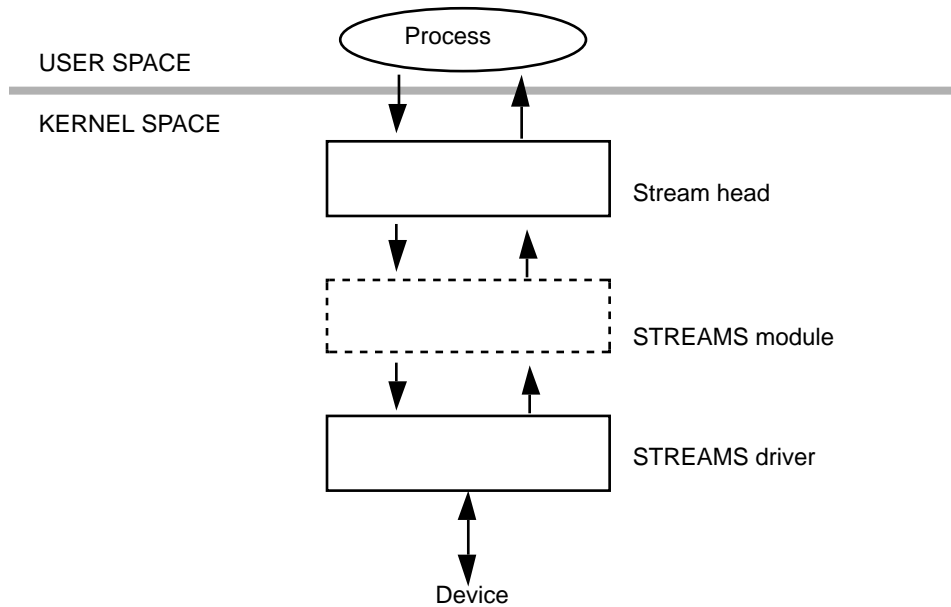 Process
USER SPACE
KERNEL SPACE
Stream head
STREAMS module
STREAMS driver
Device